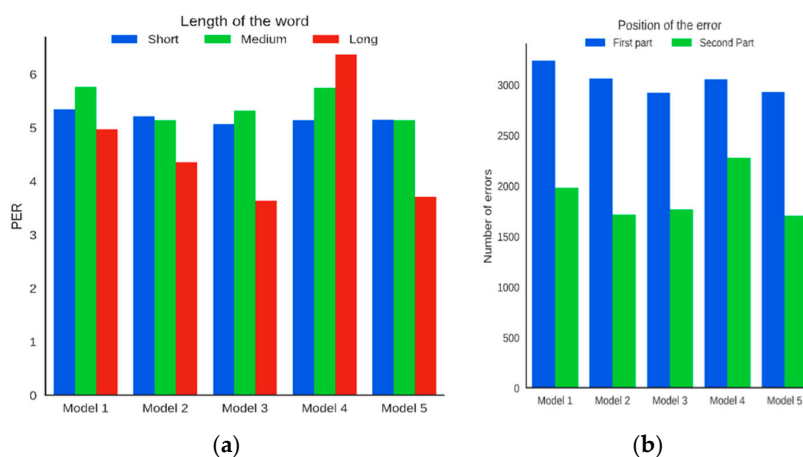 Length of the word
Short Medium Long
PER
6
5
4
3
2
1
0
Model 1 Model 2 Model 3 Model 4 Model 5
(a)
Position of the error
First part Second Part
Number of errors
3000
2500
2000
1500
1000
500
0
Model 1 Model 2 Model 3 Model 4 Model 5
(b)